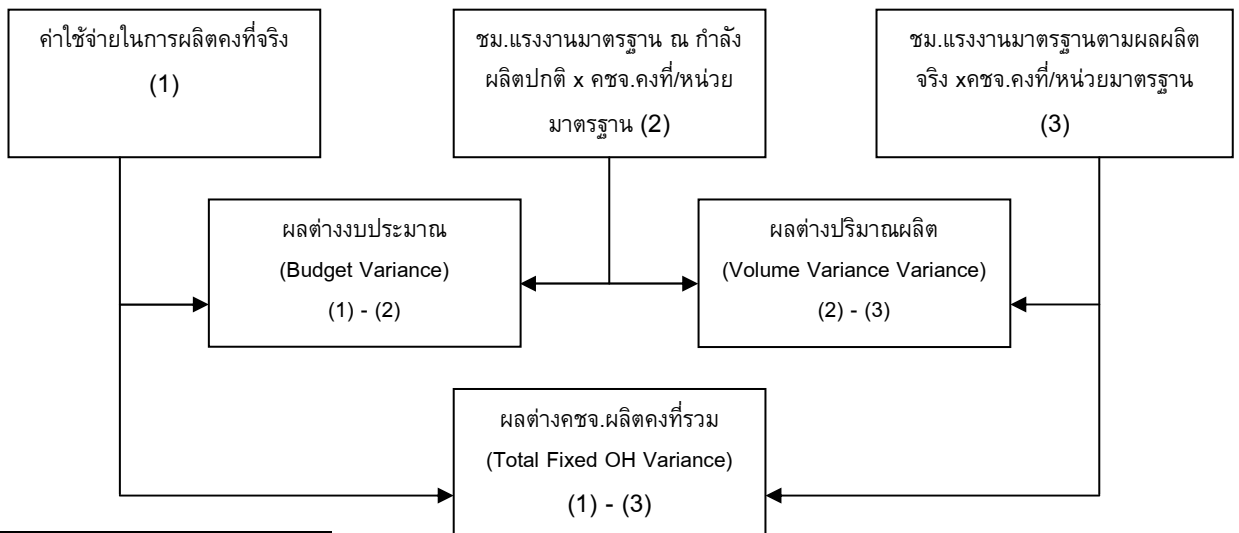 ค่าใช้จ่ายในการผลิตคงที่จริง
(1)
ชม.แรงงานมาตรฐาน ณ กำลัง
ผลิตปกติ x คชจ.คงที่/หน่วย
มาตรฐาน (2)
ชม.แรงงานมาตรฐานตามผลผลิต
จริง xคชจ.คงที่/หน่วยมาตรฐาน
(3)
ผลต่างงบประมาณ
(Budget Variance)
(1) - (2)
ผลต่างปริมาณผลิต
(Volume Variance Variance)
(2) - (3)
ผลต่างคชจ.ผลิตคงที่รวม
(Total Fixed OH Variance)
(1) - (3)